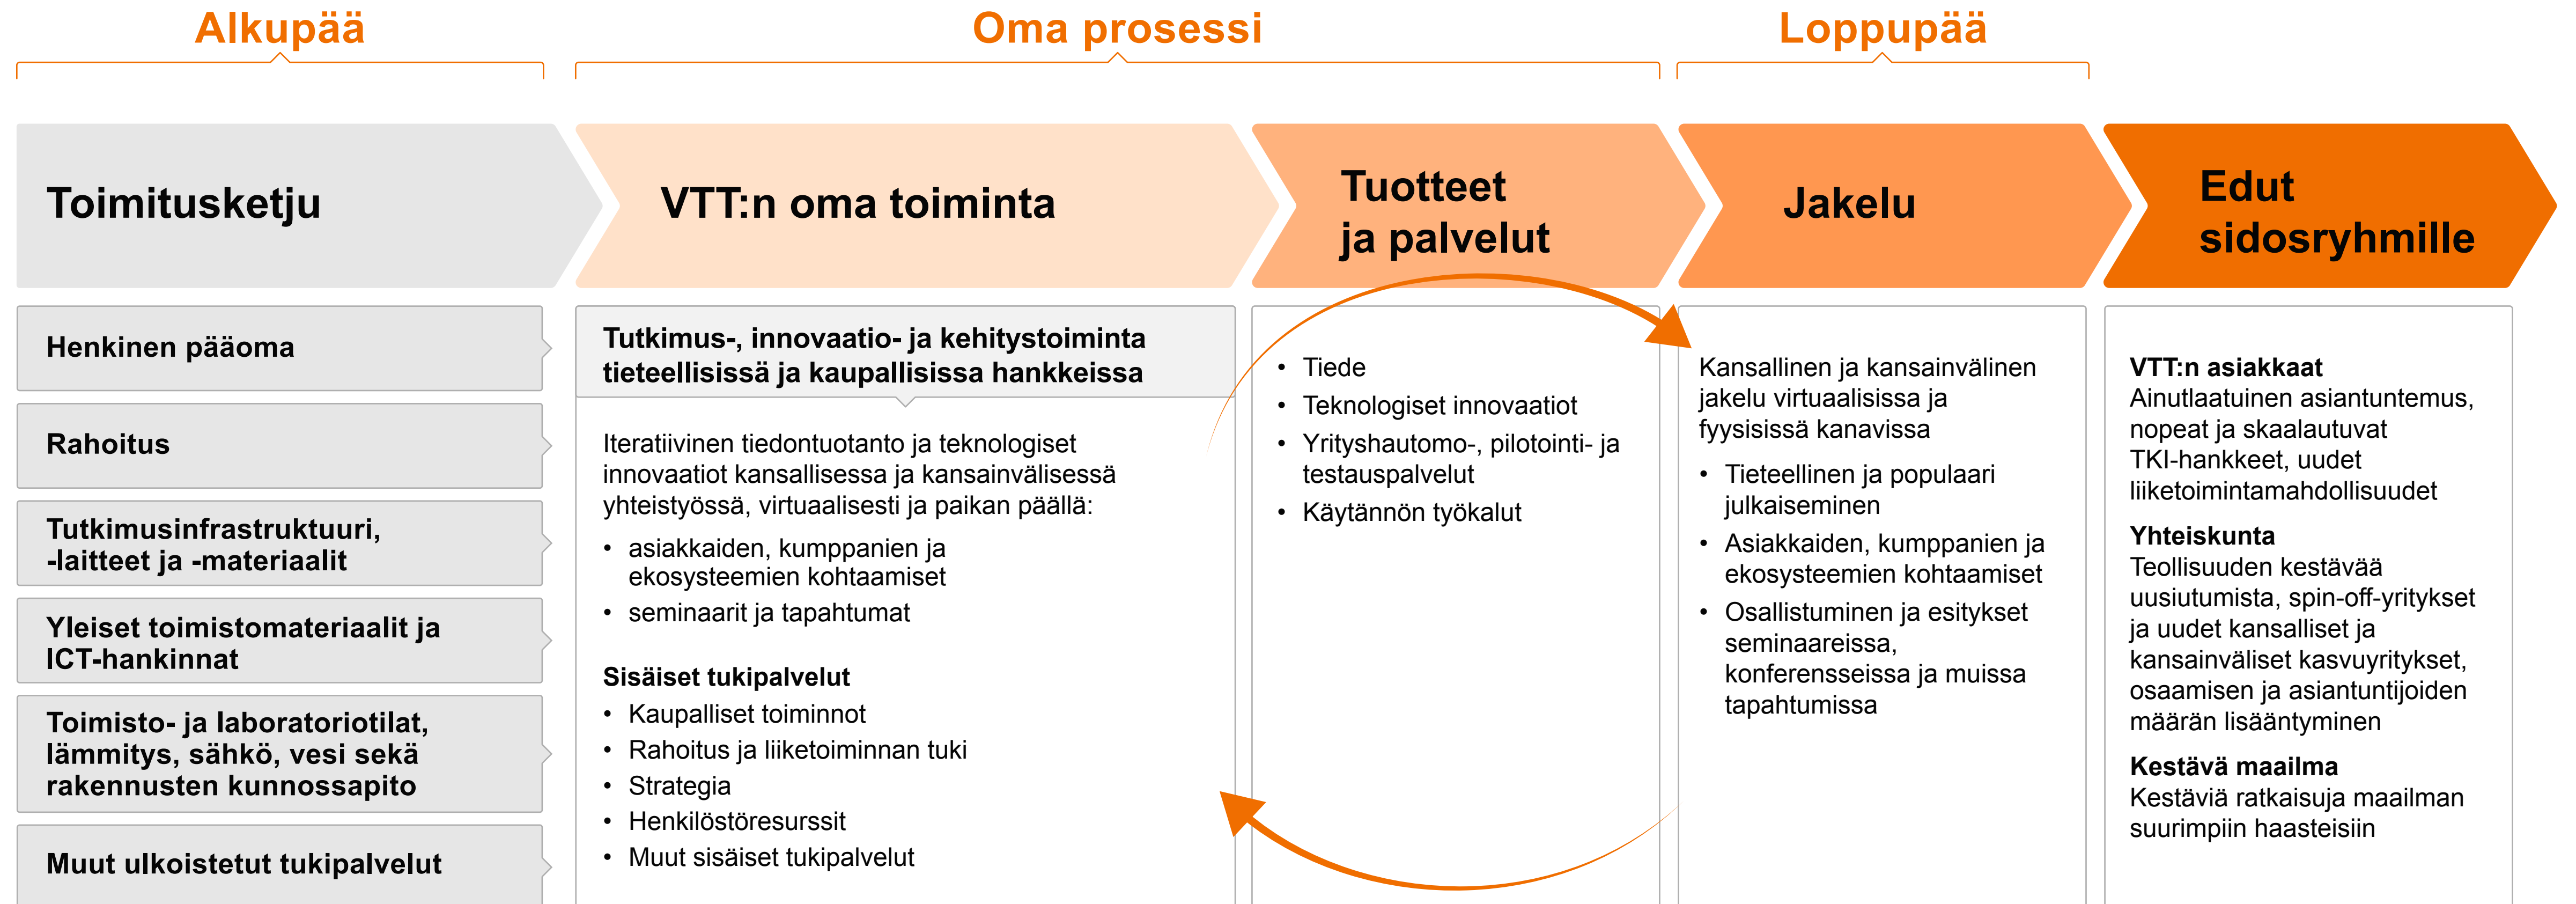 Alkupää
Oma prosessi
Loppupää
Toimitusketju
VTT:n oma toiminta
Tuotteet
ja palvelut
Jakelu
Edut
sidosryhmille
Henkinen pääoma
Rahoitus
Tutkimusinfrastruktuuri,
-laitteet ja -materiaalit
Yleiset toimistomateriaalit ja
ICT-hankinnat
Toimisto- ja laboratoriotilat,
lämmitys, sähkö, vesi sekä
rakennusten kunnossapito
Muut ulkoistetut tukipalvelut
Tutkimus-, innovaatio- ja kehitystoiminta
tieteellisissä ja kaupallisissa hankkeissa
Iteratiivinen tiedontuotanto ja teknologiset
innovaatiot kansallisessa ja kansainvälisessä
yhteistyössä, virtuaalisesti ja paikan päällä:
• asiakkaiden, kumppanien ja
ekosysteemien kohtaamiset
• seminaarit ja tapahtumat
Sisäiset tukipalvelut
• Kaupalliset toiminnot
• Rahoitus ja liiketoiminnan tuki
• Strategia
• Henkilöstöresurssit
• Muut sisäiset tukipalvelut
• Tiede
• Teknologiset innovaatiot
• Yrityshautomo-, pilotointi- ja
testauspalvelut
• Käytännön työkalut
Kansallinen ja kansainvälinen
jakelu virtuaalisissa ja
fyysisissä kanavissa
• Tieteellinen ja populaari
julkaiseminen
• Asiakkaiden, kumppanien ja
ekosysteemien kohtaamiset
• Osallistuminen ja esitykset
seminaareissa,
konferensseissa ja muissa
tapahtumissa
VTT:n asiakkaat
Ainutlaatuinen asiantuntemus,
nopeat ja skaalautuvat
TKI-hankkeet, uudet
liiketoimintamahdollisuudet
Yhteiskunta
Teollisuuden kestävää
uusiutumista, spin-off-yritykset
ja uudet kansalliset ja
kansainväliset kasvuyritykset,
osaamisen ja asiantuntijoiden
määrän lisääntyminen
Kestävä maailma
Kestäviä ratkaisuja maailman
suurimpiin haasteisiin